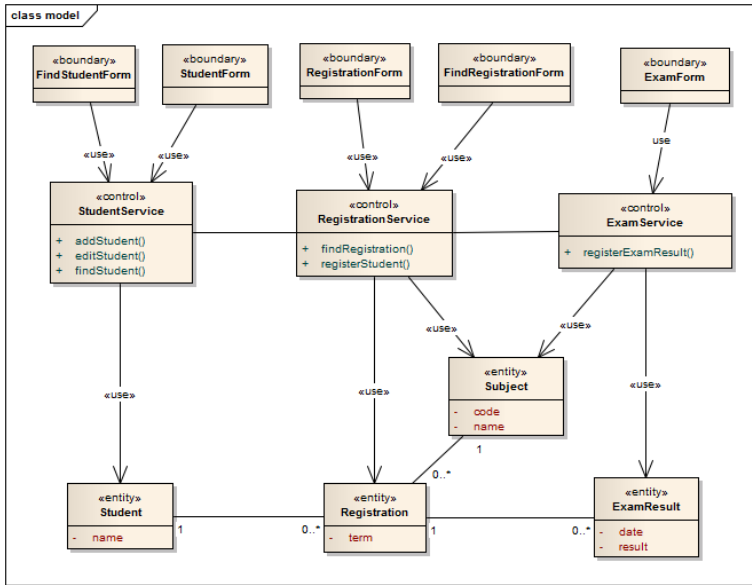 class model
«boundary»
FindStudentForm
«boundary»
StudentForm
«boundary»
RegistrationForm
«boundary»
FindRegistrationForm
«boundary»
ExamForm
«use»
«use»
«use»
«use»
use
«control»
StudentService
+ addStudent()
+ editStudent()
+ findStudent()
«control»
RegistrationService
+ findRegistration()
+ registerStudent()
«control»
ExamService
+ registerExamResult()
«use»
«use»
«use»
«use»
«use»
«entity»
Subject
- code
- name
1
0..*
«entity»
Student
- name
1
0..*
«entity»
Registration
- term
1
0..*
«entity»
ExamResult
- date
- result